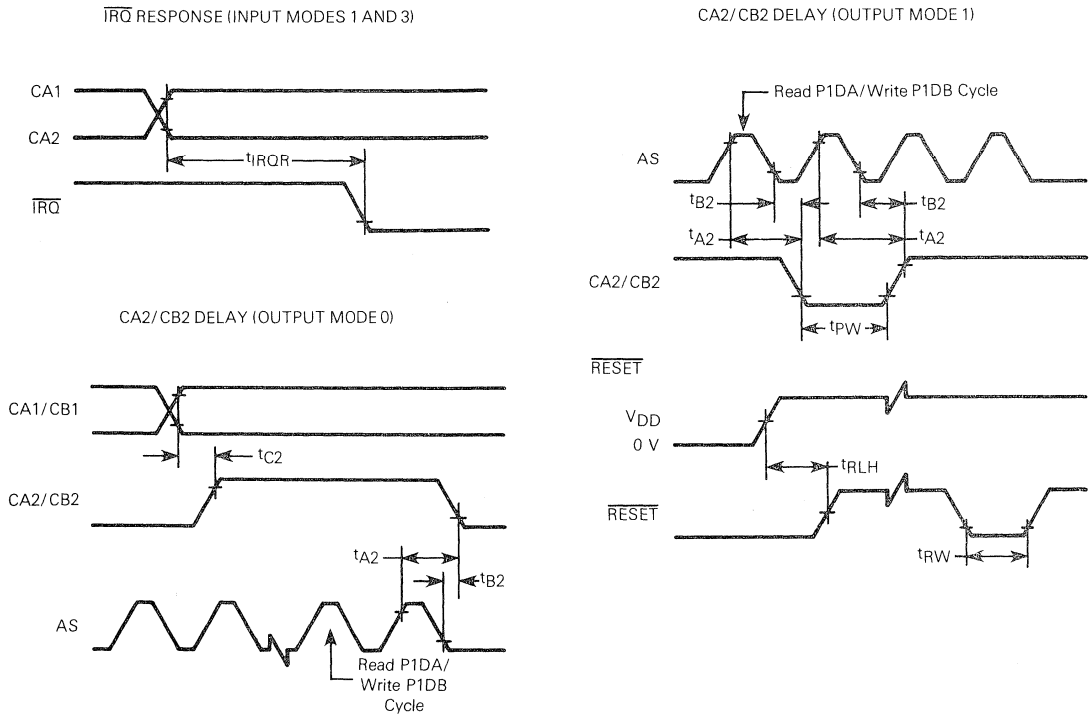 IRQ RESPONSE (INPUT MODES 1 AND 3)
CA1
CA2
tIRQR
IRQ
CA2/CB2 DELAY (OUTPUT MODE 0)
CA1/CB1
tC2
CA2/CB2
tA2
tB2
AS
Read P1DA/
Write P1DB
Cycle
CA2/CB2 DELAY (OUTPUT MODE 1)
Read P1DA/Write P1DB Cycle
AS
tB2
tB2
tA2
tA2
CA2/CB2
tPW
RESET
VDD
0 V
tRLH
RESET
tRW